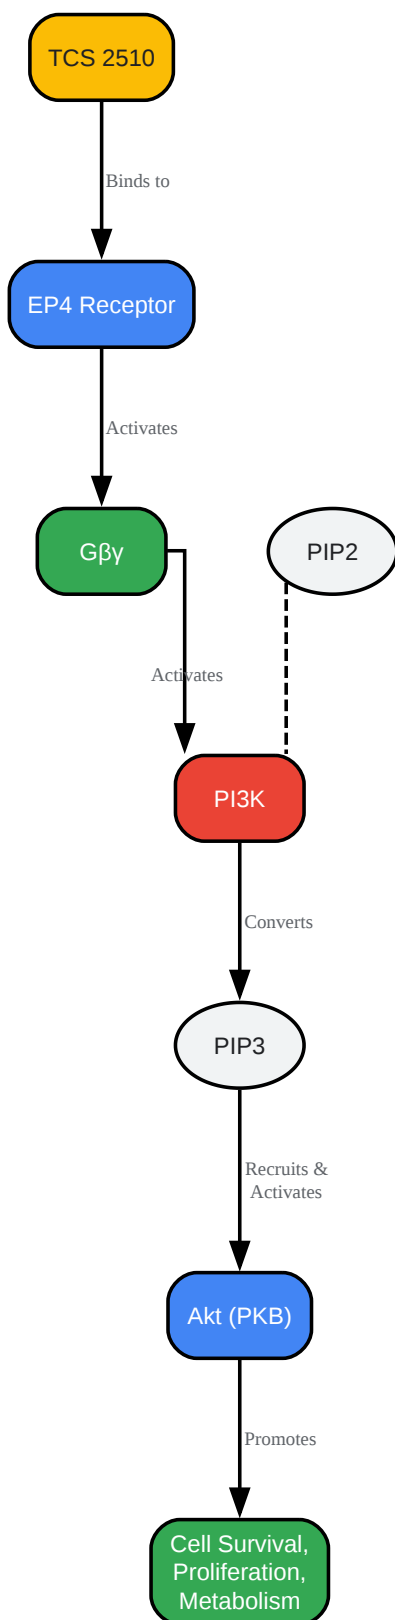 TCS 2510
Binds to
EP4 Receptor
Activates
Gβγ
PIP2
Activates
PI3K
Converts
PIP3
Recruits &
Activates
Akt (PKB)
Promotes
Cell Survival,
Proliferation,
Metabolism